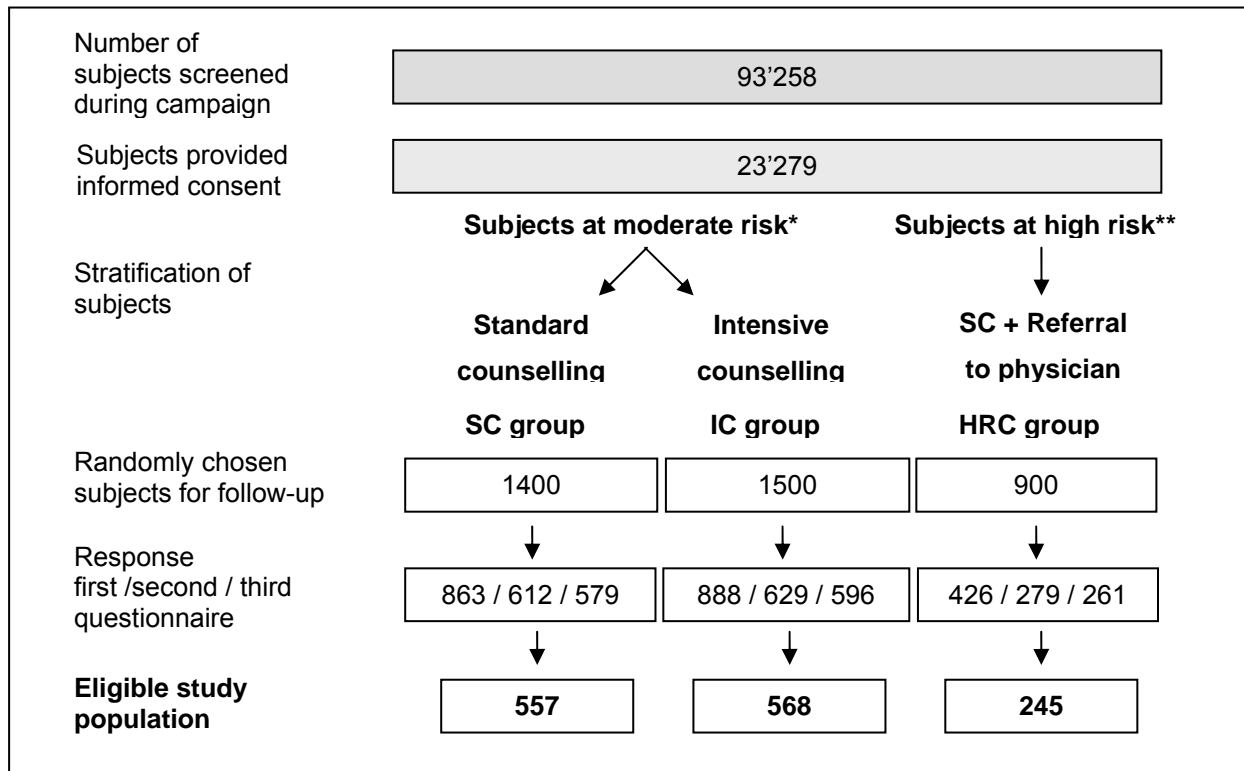 Number of
subjects screened
during campaign
93’258
Subjects provided
informed consent
23’279
Subjects at moderate risk*
Subjects at high risk**
Stratification of
subjects
Standard
counselling
SC group
Intensive
counselling
IC group
SC + Referral
to physician
HRC group
Randomly chosen
subjects for follow-up
1400
1500
900
Response
first /second / third
questionnaire
863 / 612 / 579
888 / 629 / 596
426 / 279 / 261
Eligible study
population
557
568
245